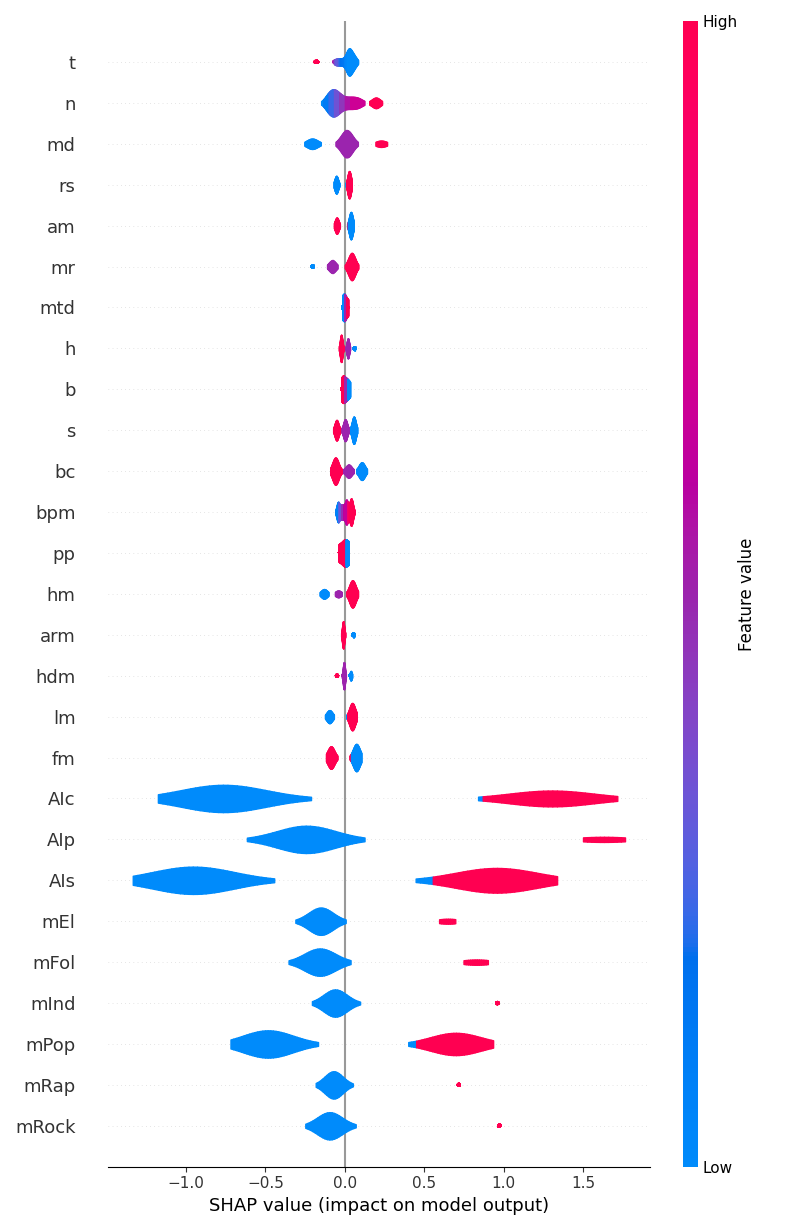 High
t
n
md
rs
am
mr
mtd
h
b
s
bc
bpm
pp
hm
arm
hdm
lm
fm
AIc
AIp
AIs
mEl
mFol
mInd
mPop
mRap
mRock
Feature value
Low
−1.0 −0.5 0.0 0.5 1.0 1.5
SHAP value (impact on model output)